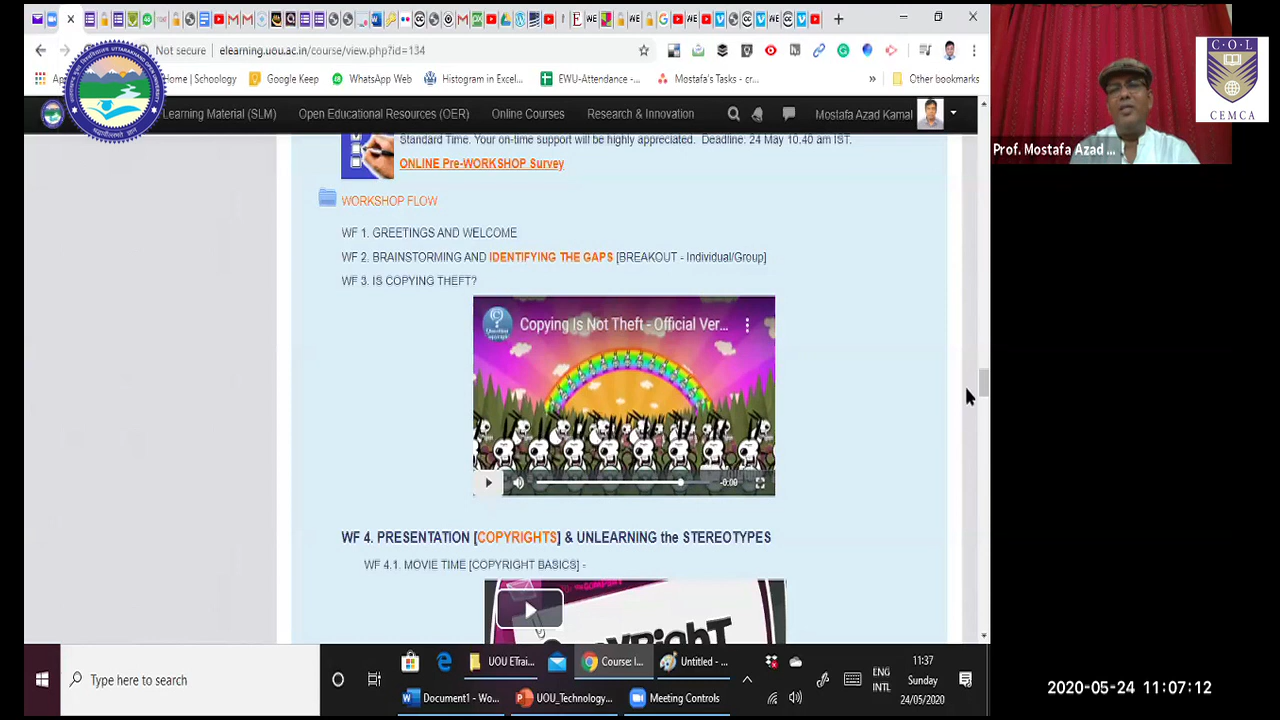 Not secure
elearning.uou.ac.in/course/view.php?id=134
Home | Schoology
Google Keep
WhatsApp Web
Histogram in Excel...
EWU-Attendance -...
Mostafa's Tasks - cr...
»
Other bookmarks
Learning Material (SLM)
Open Educational Resources (OER)
Online Courses
Research & Innovation
Mostafa Azad Kamal
Standard Time. Your on-time support will be highly appreciated. Deadline: 24 May 10.40 am IST.
ONLINE Pre-WORKSHOP Survey
WORKSHOP FLOW
WF 1. GREETINGS AND WELCOME
WF 2. BRAINSTORMING AND IDENTIFYING THE GAPS [BREAKOUT - Individual/Group]
WF 3. IS COPYING THEFT?
Copying Is Not Theft - Official Ver...
-0:00
WF 4. PRESENTATION [COPYRIGHTS] & UNLEARNING the STEREOTYPES
WF 4.1. MOVIE TIME [COPYRIGHT BASICS] -
COPYRighT
Type here to search
UOU ETrai...
Course: I...
Untitled - ...
Document1 - Wo...
UOU_Technology...
Meeting Controls
ENG
INTL
11:37
Sunday
24/05/2020
Prof. Mostafa Azad ...
C.O.L
CEMCA
2020-05-24 11:07:12